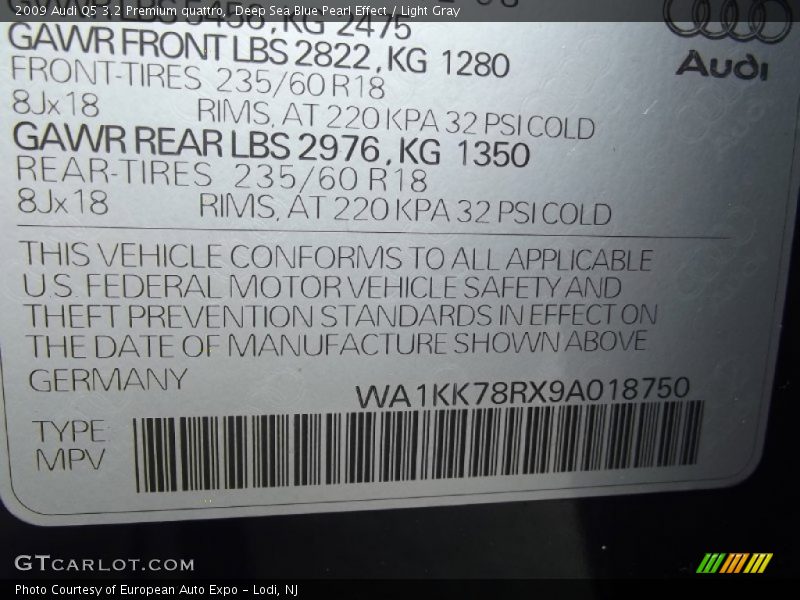 2009 Audi Q5 3.2 Premium quattro, Deep Sea Blue Pearl Effect / Light Gray
GVWR LBS 5456, KG 2475
Audi
GAWR FRONT LBS 2822, KG 1280
FRONT-TIRES 235/60 R18
8Jx18 RIMS, AT 220 KPA 32 PSI COLD
GAWR REAR LBS 2976, KG 1350
REAR-TIRES 235/60 R18
8Jx18 RIMS, AT 220 KPA 32 PSI COLD
THIS VEHICLE CONFORMS TO ALL APPLICABLE
U.S. FEDERAL MOTOR VEHICLE SAFETY AND
THEFT PREVENTION STANDARDS IN EFFECT ON
THE DATE OF MANUFACTURE SHOWN ABOVE
GERMANY
WA1KK78RX9A018750
TYPE
MPV
GTCARLOT.COM
Photo Courtesy of European Auto Expo - Lodi, NJ